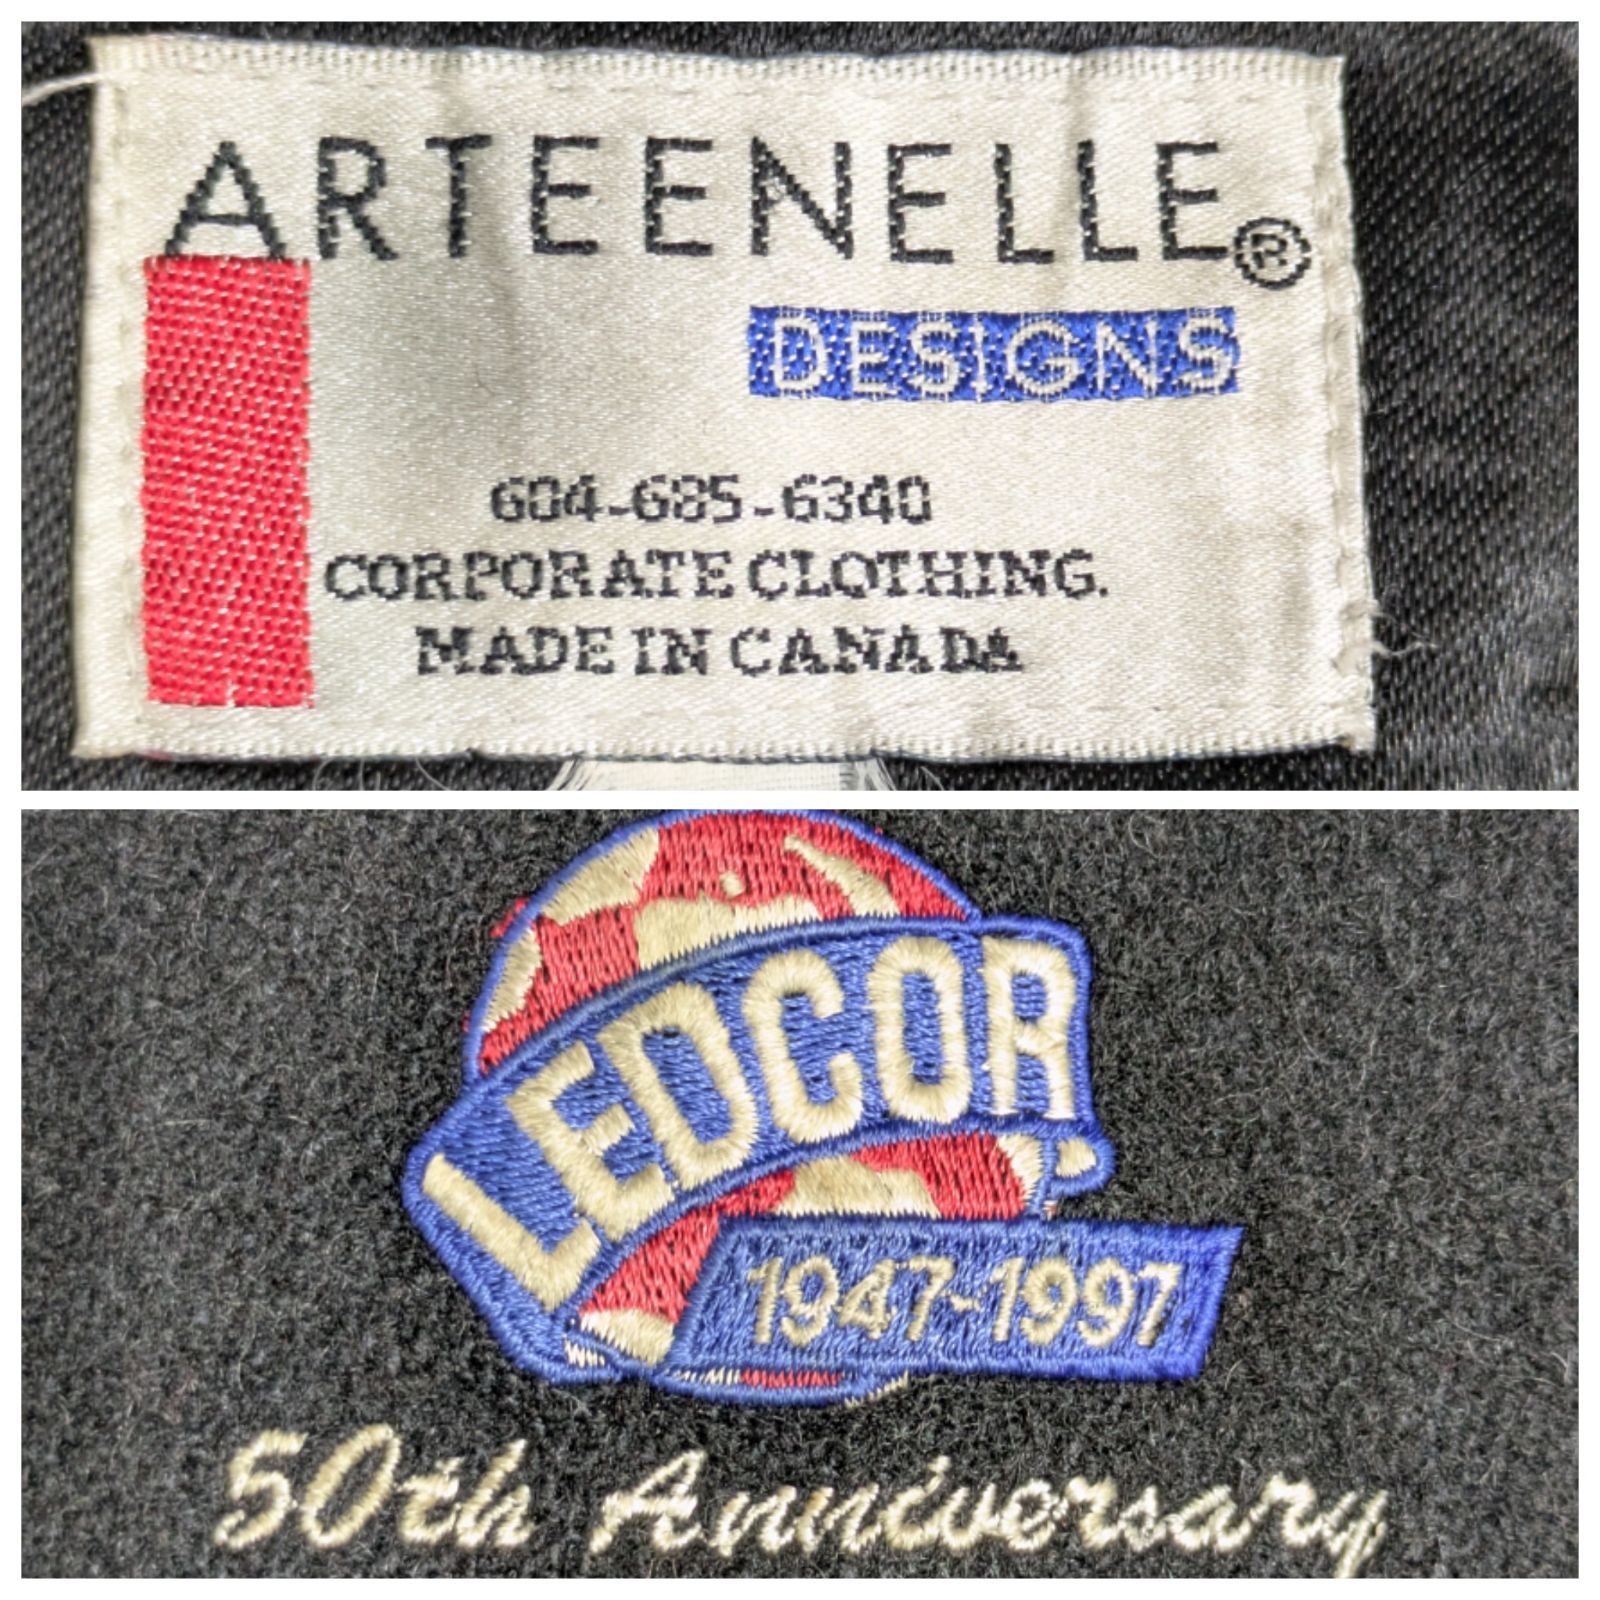 ARTEENELLE®
DESIGNS
604-685-6340
CORPORATE CLOTHING.
MADE IN CANADA
LEDCOR
1947-1997
50th Anniversary